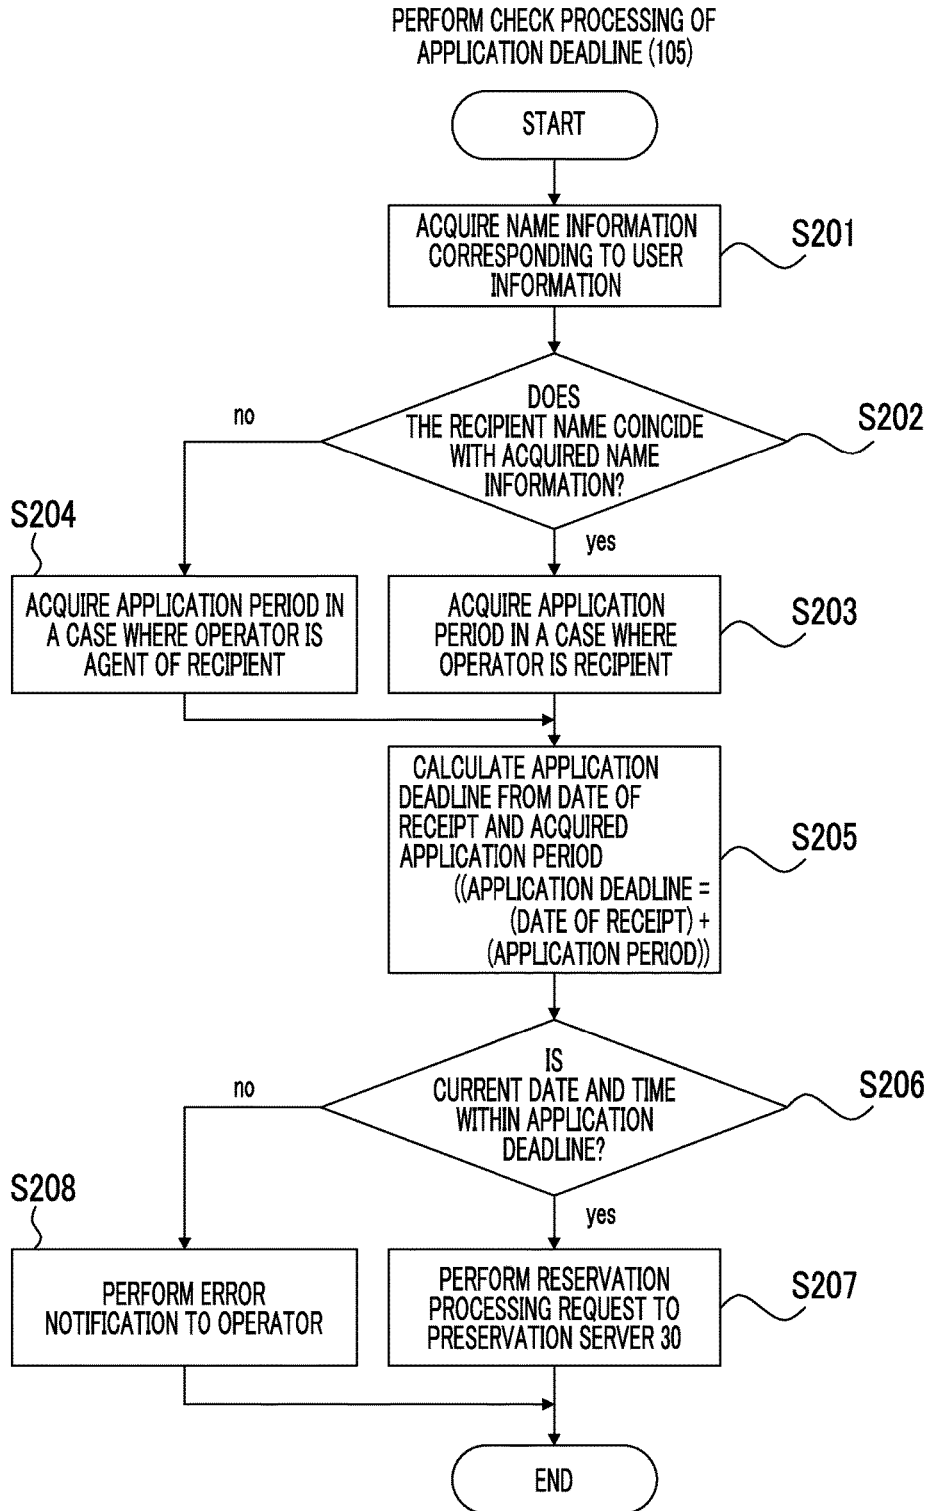 PERFORM CHECK PROCESSING OF
APPLICATION DEADLINE (105)
START
ACQUIRE NAME INFORMATION
CORRESPONDING TO USER
INFORMATION
S201
DOES
THE RECIPIENT NAME COINCIDE
WITH ACQUIRED NAME
INFORMATION?
S202
no
yes
S204
ACQUIRE APPLICATION PERIOD IN
A CASE WHERE OPERATOR IS
AGENT OF RECIPIENT
ACQUIRE APPLICATION
PERIOD IN A CASE WHERE
OPERATOR IS RECIPIENT
S203
CALCULATE APPLICATION
DEADLINE FROM DATE OF
RECEIPT AND ACQUIRED
APPLICATION PERIOD
((APPLICATION DEADLINE =
(DATE OF RECEIPT) +
(APPLICATION PERIOD))
S205
IS
CURRENT DATE AND TIME
WITHIN APPLICATION
DEADLINE?
S206
no
yes
S208
PERFORM ERROR
NOTIFICATION TO OPERATOR
PERFORM RESERVATION
PROCESSING REQUEST TO
PRESERVATION SERVER 30
S207
END